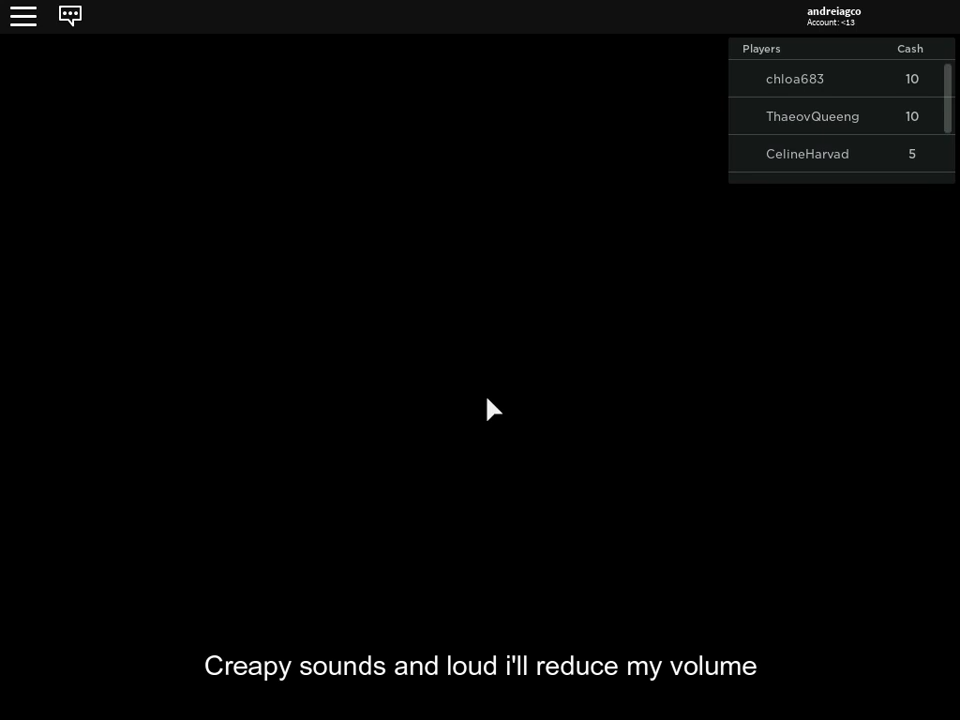 andreiagco
Account: <13
Players Cash
chloa683 10
ThaeovQueeng 10
CelineHarvad 5
Creapy sounds and loud i'll reduce my volume